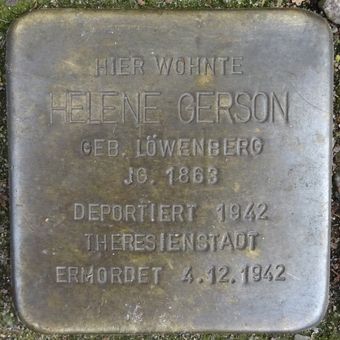 HIER WOHNTE
HELENE GERSON
GEB. LÖWENBERG
JG. 1863
DEPORTIERT 1942
THERESIENSTADT
ERMORDET 4.12.1942